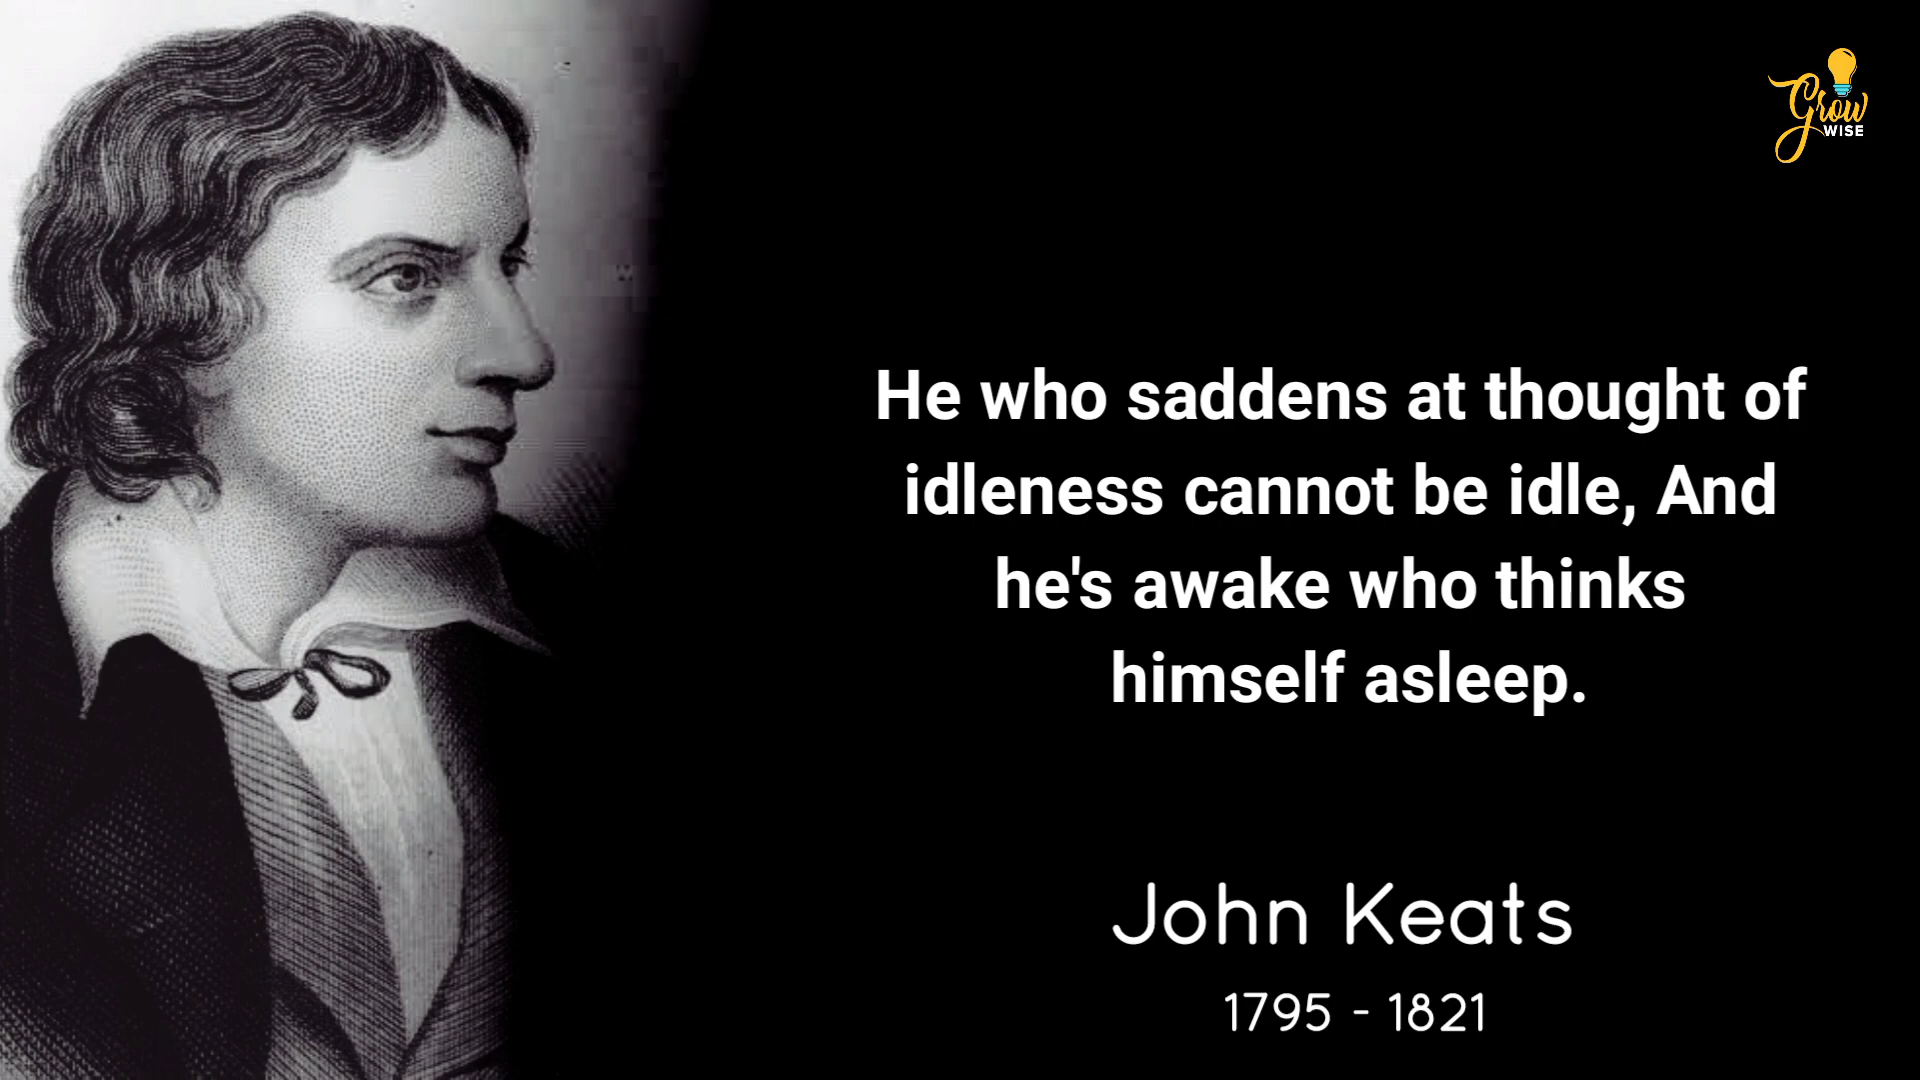 Grow
WISE
He who saddens at thought of
idleness cannot be idle, And
he's awake who thinks
himself asleep.
John Keats
1795 - 1821